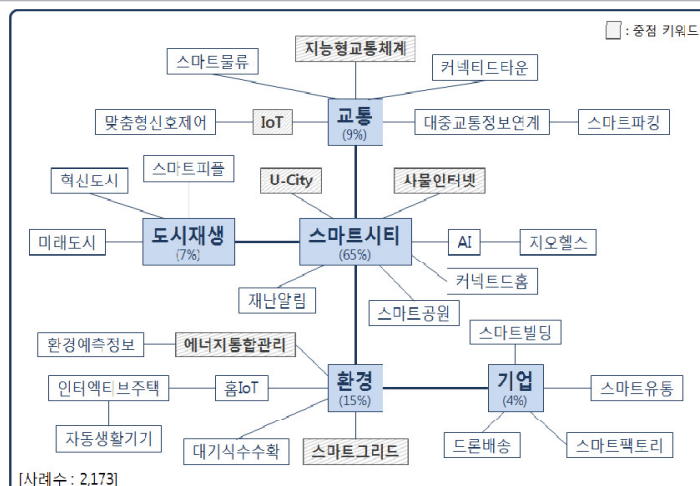 : 중점 키워드
지능형교통체계
스마트물류
커넥티드타운
맞춤형신호제어
IoT
교통
(9%)
대중교통정보연계
스마트파킹
스마트피플
혁신도시
U-City
사물인터넷
미래도시
도시재생
(7%)
스마트시티
(65%)
AI
지오헬스
커넥트드홈
재난알림
스마트공원
스마트빌딩
환경예측정보
에너지통합관리
인터엑티브주택
홈IoT
환경
(15%)
기업
(4%)
스마트유통
자동생활기기
대기식수수확
스마트그리드
드론배송
스마트팩토리
[사례수 : 2,173]